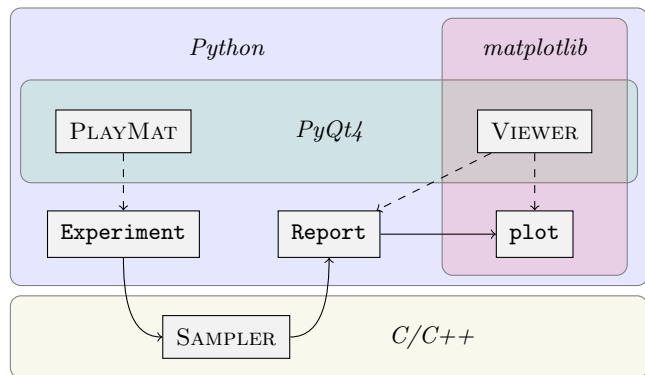 Python
matplotlib
PLAYMAT
PyQt4
VIEWER
Experiment
Report
plot
SAMPLER
C/C++